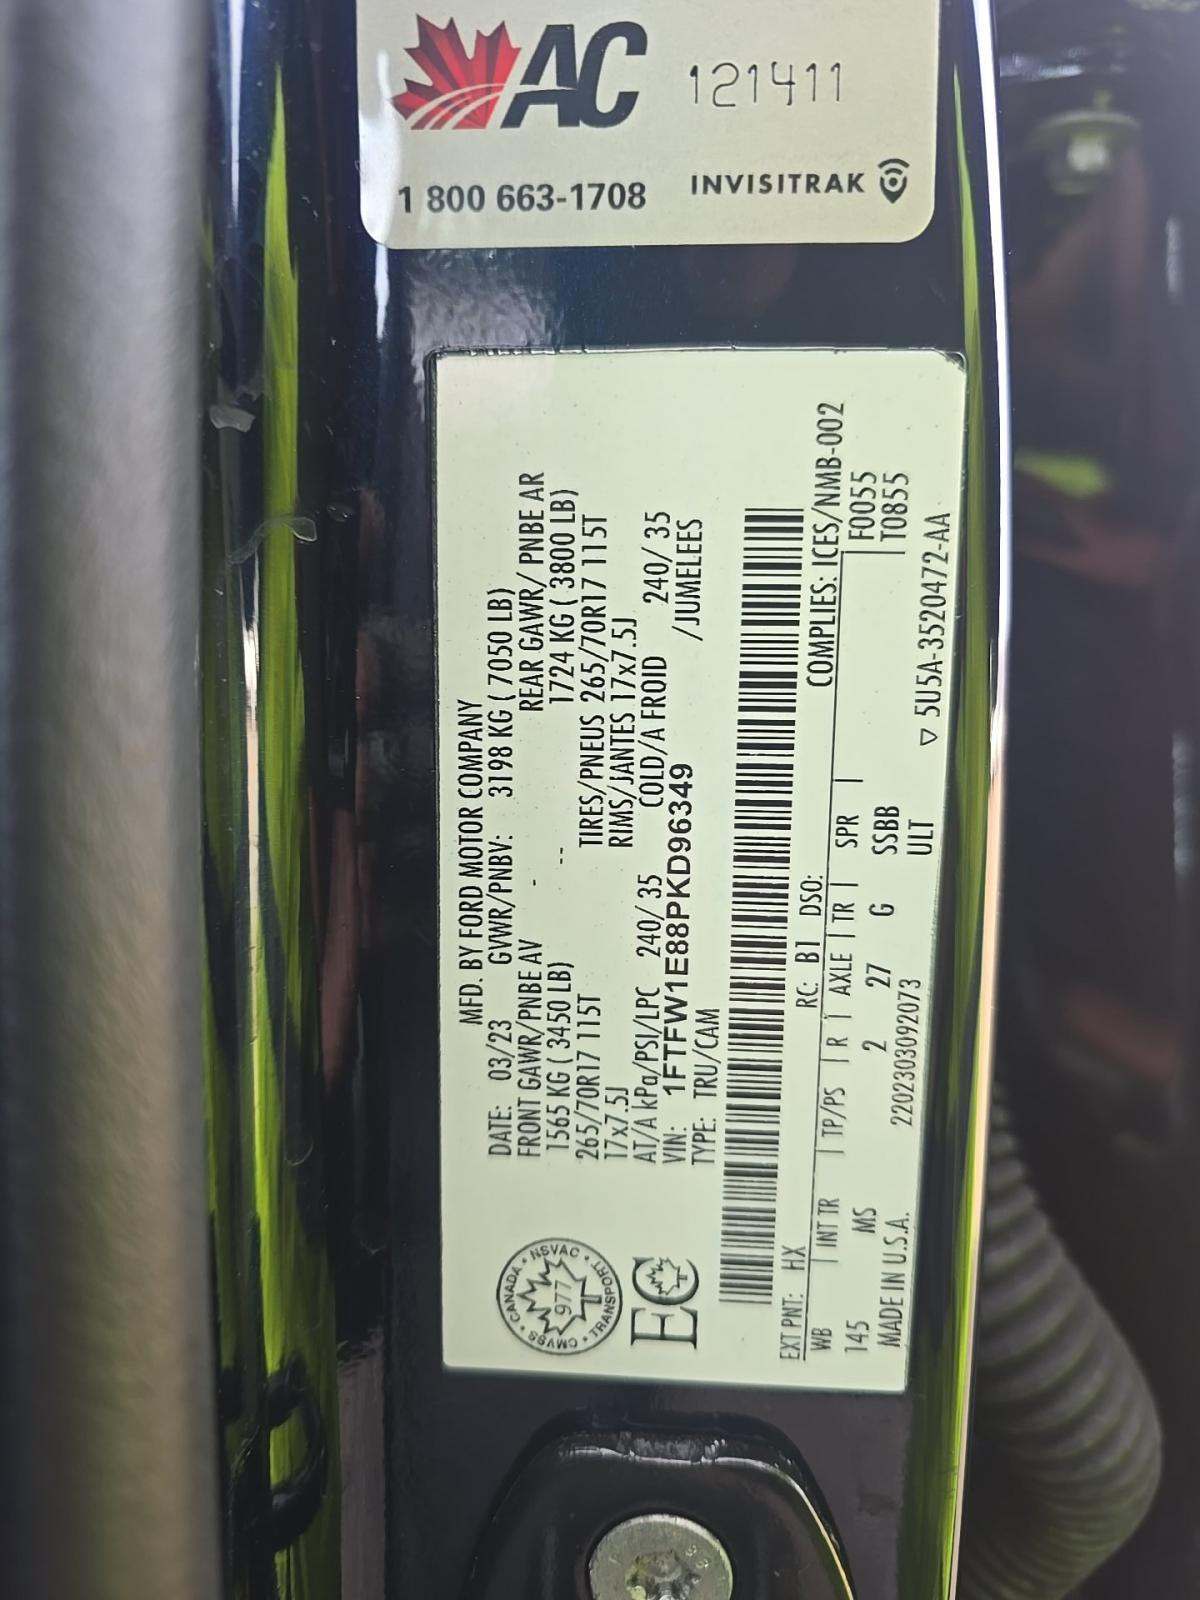 AC
121411
1 800 663-1708
INVISITRAK
MFD. BY FORD MOTOR COMPANY
DATE: 03/23 GVWR/PNBV: 3198 KG ( 7050 LB)
FRONT GAWR/PNBE AV - REAR GAWR/ PNBE AR
1565 KG ( 3450 LB) -- 1724 KG ( 3800 LB)
265/70R17 115T TIRES/PNEUS 265/70R17 115T
17x7.5J RIMS/JANTES 17x7.5J
AT/A kPa/PSI/LPC 240/ 35 COLD/A FROID 240/ 35
VIN: 1FTFW1E88PKD96349 /JUMELEES
TYPE: TRU/CAM
CANADA • NSVAC • TRANSPORT • CMVSS •
977
EC
COMPLIES: ICES/NMB-002
EXT PNT: HX RC: B1 DSO:
WB | INT TR | TP/PS | R | AXLE | TR | SPR | F0055
145 MS 2 27 G SSBB T0855
MADE IN U.S.A. 2202303092073 ULT
▽ 5U5A-3520472-AA